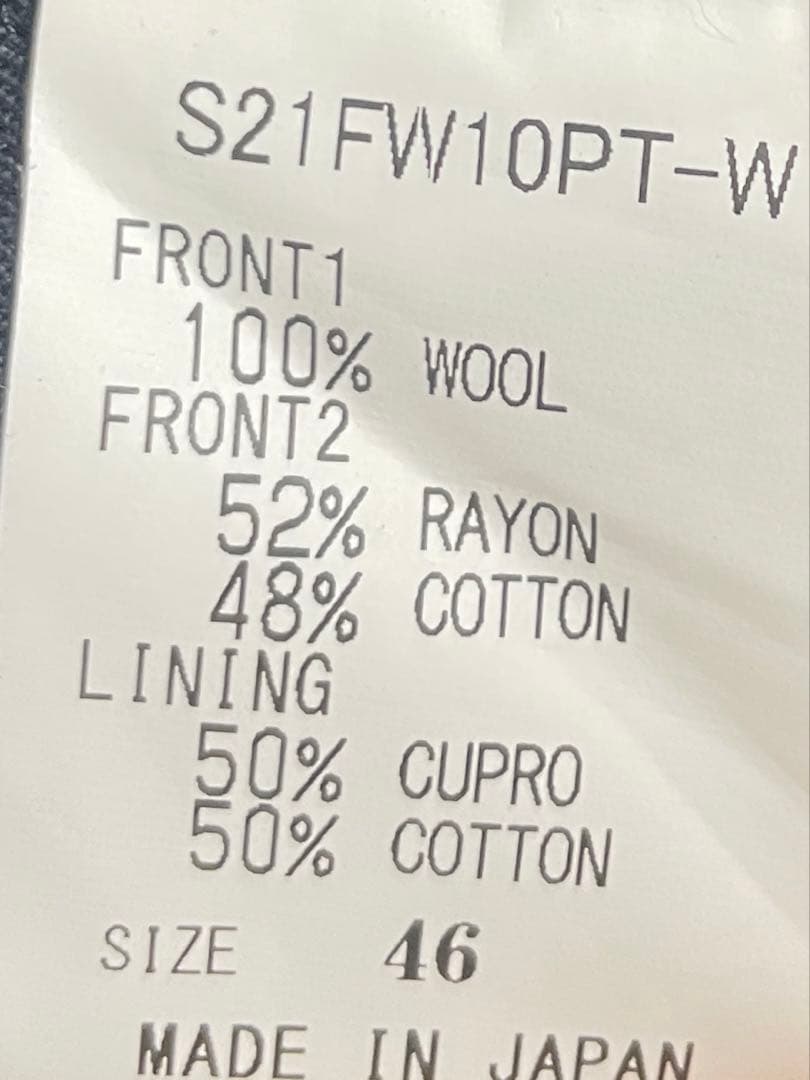 S21FW10PT-W
FRONT1
100% WOOL
FRONT2
52% RAYON
48% COTTON
LINING
50% CUPRO
50% COTTON
SIZE 46
MADE IN JAPAN